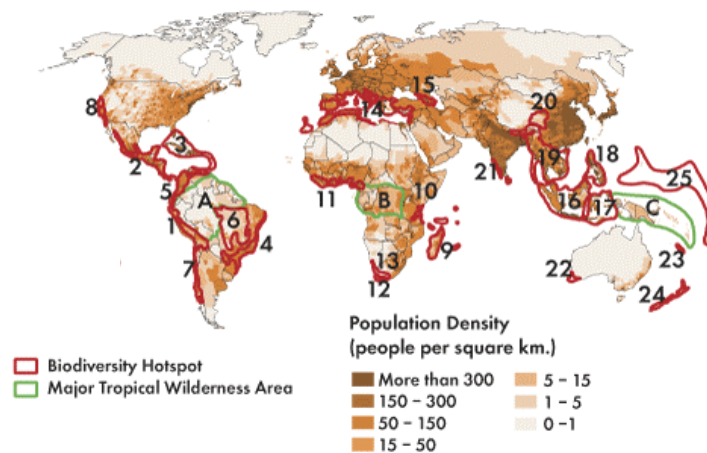 15
20
8
14
3
18
2
19
21
25
5
A
10
11
B
16
17
C
6
1
4
9
13
7
22
23
12
24
Population Density
(people per square km.)
Biodiversity Hotspot
Major Tropical Wilderness Area
More than 300
5 – 15
150 – 300
1 – 5
50 – 150
0 –1
15 – 50